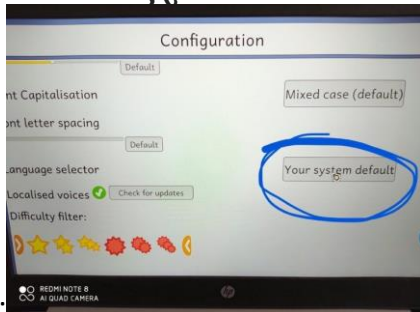 Configuration
Default
nt Capitalisation
Mixed case (default)
ont letter spacing
Default
anguage selector
Your system default
Localised voices
Check for updates
Difficulty filter:
REDMI NOTE 8
AI QUAD CAMERA
hp